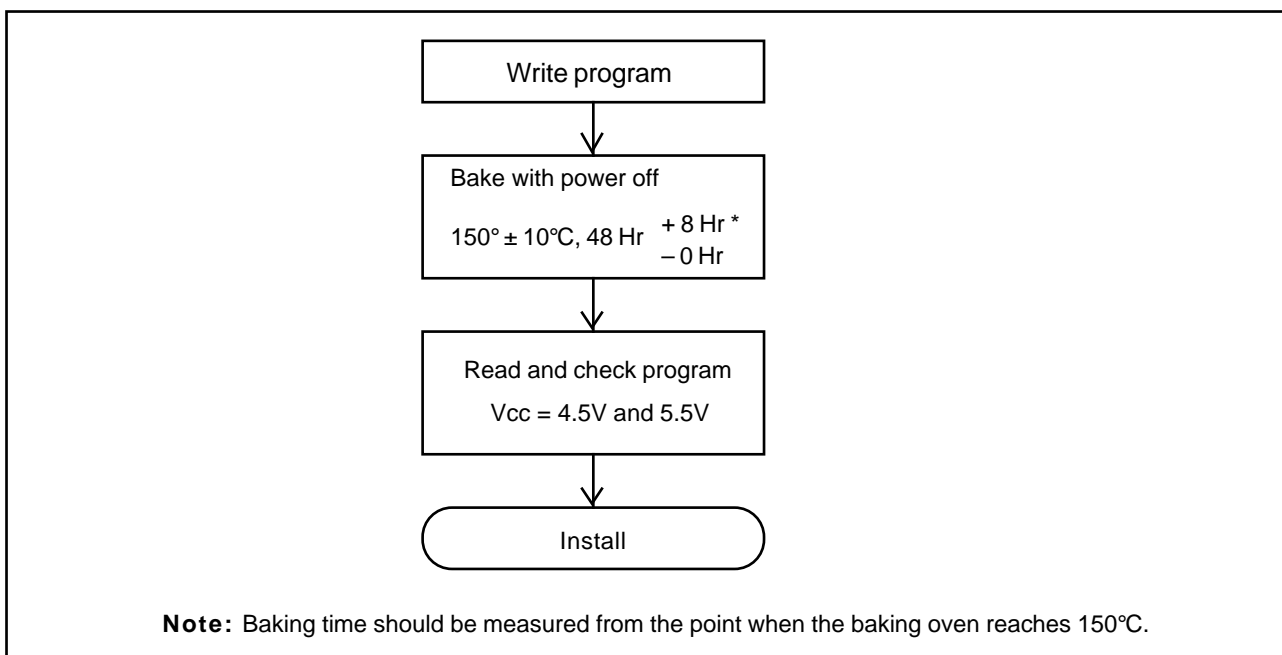 Write program
Bake with power off
150° ± 10°C, 48 Hr + 8 Hr *
– 0 Hr
Read and check program
Vcc = 4.5V and 5.5V
Install
Note: Baking time should be measured from the point when the baking oven reaches 150°C.